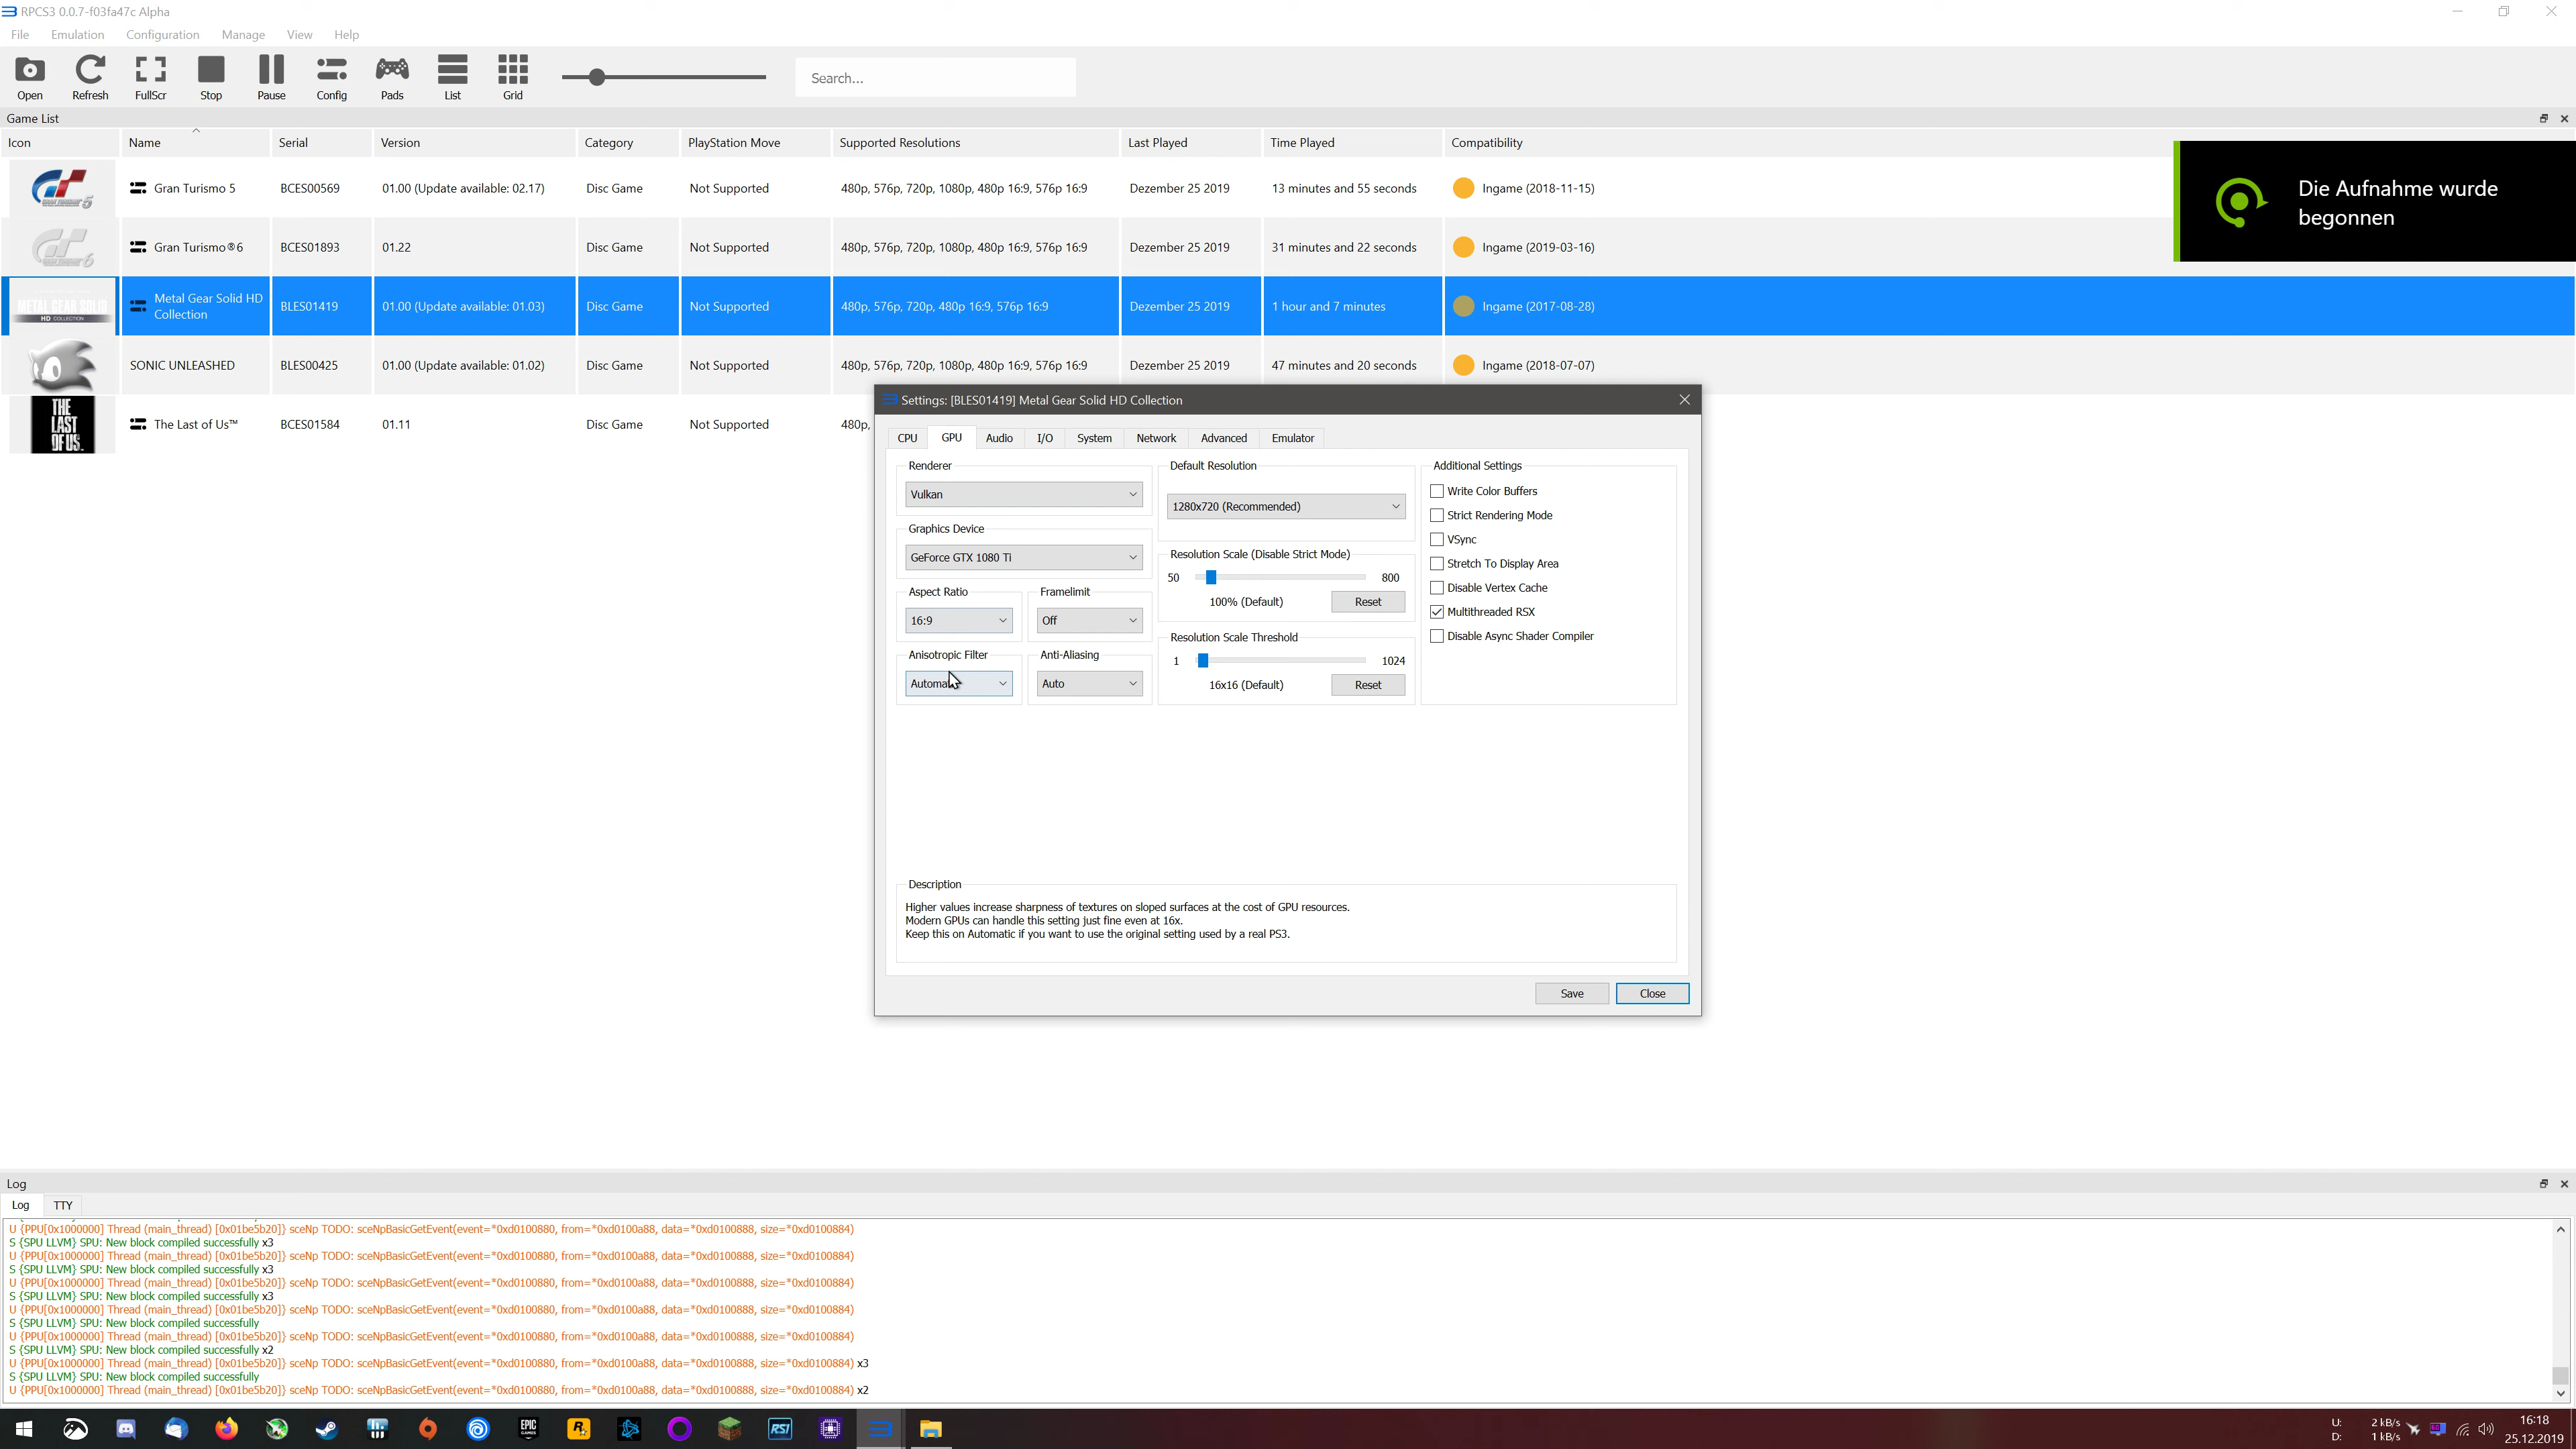 RPCS3 0.0.7-f03fa47c Alpha
File Emulation Configuration Manage View Help
Open Refresh FullScr Stop Pause Config Pads List Grid Search...
Game List
Icon Name Serial Version Category PlayStation Move Supported Resolutions Last Played Time Played Compatibility
Gran Turismo 5 BCES00569 01.00 (Update available: 02.17) Disc Game Not Supported 480p, 576p, 720p, 1080p, 480p 16:9, 576p 16:9 Dezember 25 2019 13 minutes and 55 seconds Ingame (2018-11-15)
Die Aufnahme wurde
begonnen
Gran Turismo®6 BCES01893 01.22 Disc Game Not Supported 480p, 576p, 720p, 1080p, 480p 16:9, 576p 16:9 Dezember 25 2019 31 minutes and 22 seconds Ingame (2019-03-16)
METAL GEAR SOLID
HD COLLECTION
Metal Gear Solid HD
Collection
BLES01419 01.00 (Update available: 01.03) Disc Game Not Supported 480p, 576p, 720p, 480p 16:9, 576p 16:9 Dezember 25 2019 1 hour and 7 minutes Ingame (2017-08-28)
SONIC UNLEASHED BLES00425 01.00 (Update available: 01.02) Disc Game Not Supported 480p, 576p, 720p, 1080p, 480p 16:9, 576p 16:9 Dezember 25 2019 47 minutes and 20 seconds Ingame (2018-07-07)
THE
LAST
OF US
The Last of Us™ BCES01584 01.11 Disc Game Not Supported 480p,
Settings: [BLES01419] Metal Gear Solid HD Collection
CPU GPU Audio I/O System Network Advanced Emulator
Renderer
Vulkan
Graphics Device
GeForce GTX 1080 Ti
Aspect Ratio Framelimit
16:9 Off
Anisotropic Filter Anti-Aliasing
Auto
Default Resolution
1280x720 (Recommended)
Resolution Scale (Disable Strict Mode)
50 800
100% (Default) Reset
Resolution Scale Threshold
1 1024
16x16 (Default) Reset
Additional Settings
Write Color Buffers
Strict Rendering Mode
VSync
Stretch To Display Area
Disable Vertex Cache
Multithreaded RSX
Disable Async Shader Compiler
Description
Higher values increase sharpness of textures on sloped surfaces at the cost of GPU resources.
Modern GPUs can handle this setting just fine even at 16x.
Keep this on Automatic if you want to use the original setting used by a real PS3.
Save Close
Log
Log TTY
U {PPU[0x1000000] Thread (main_thread) [0x01be5b20]} sceNp TODO: sceNpBasicGetEvent(event=*0xd0100880, from=*0xd0100a88, data=*0xd0100888, size=*0xd0100884)
S {SPU LLVM} SPU: New block compiled successfully x3
U {PPU[0x1000000] Thread (main_thread) [0x01be5b20]} sceNp TODO: sceNpBasicGetEvent(event=*0xd0100880, from=*0xd0100a88, data=*0xd0100888, size=*0xd0100884)
S {SPU LLVM} SPU: New block compiled successfully x3
U {PPU[0x1000000] Thread (main_thread) [0x01be5b20]} sceNp TODO: sceNpBasicGetEvent(event=*0xd0100880, from=*0xd0100a88, data=*0xd0100888, size=*0xd0100884)
S {SPU LLVM} SPU: New block compiled successfully x3
U {PPU[0x1000000] Thread (main_thread) [0x01be5b20]} sceNp TODO: sceNpBasicGetEvent(event=*0xd0100880, from=*0xd0100a88, data=*0xd0100888, size=*0xd0100884)
S {SPU LLVM} SPU: New block compiled successfully
U {PPU[0x1000000] Thread (main_thread) [0x01be5b20]} sceNp TODO: sceNpBasicGetEvent(event=*0xd0100880, from=*0xd0100a88, data=*0xd0100888, size=*0xd0100884)
S {SPU LLVM} SPU: New block compiled successfully x2
U {PPU[0x1000000] Thread (main_thread) [0x01be5b20]} sceNp TODO: sceNpBasicGetEvent(event=*0xd0100880, from=*0xd0100a88, data=*0xd0100888, size=*0xd0100884) x3
S {SPU LLVM} SPU: New block compiled successfully
U {PPU[0x1000000] Thread (main_thread) [0x01be5b20]} sceNp TODO: sceNpBasicGetEvent(event=*0xd0100880, from=*0xd0100a88, data=*0xd0100888, size=*0xd0100884) x2
EPIC
GAMES
RSI
U: 2 kB/s
D: 1 kB/s
16:18
25.12.2019